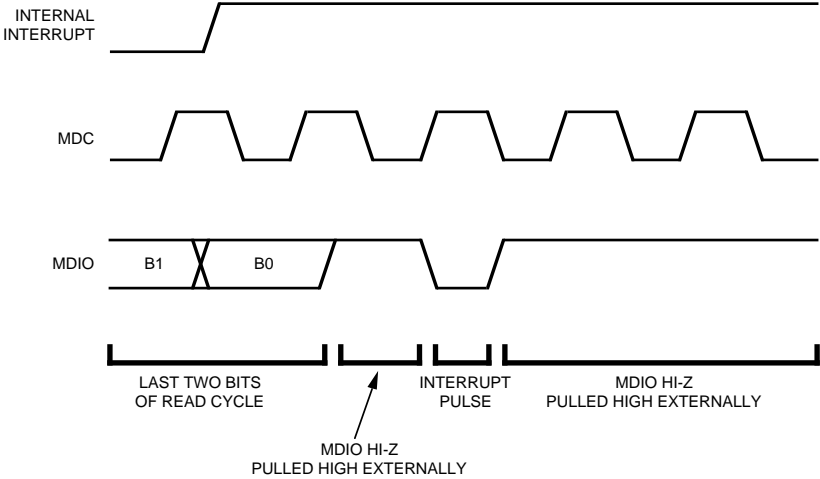 INTERNAL
INTERRUPT
MDC
MDIO
B1
B0
LAST TWO BITS
OF READ CYCLE
INTERRUPT
PULSE
MDIO HI-Z
PULLED HIGH EXTERNALLY
MDIO HI-Z
PULLED HIGH EXTERNALLY